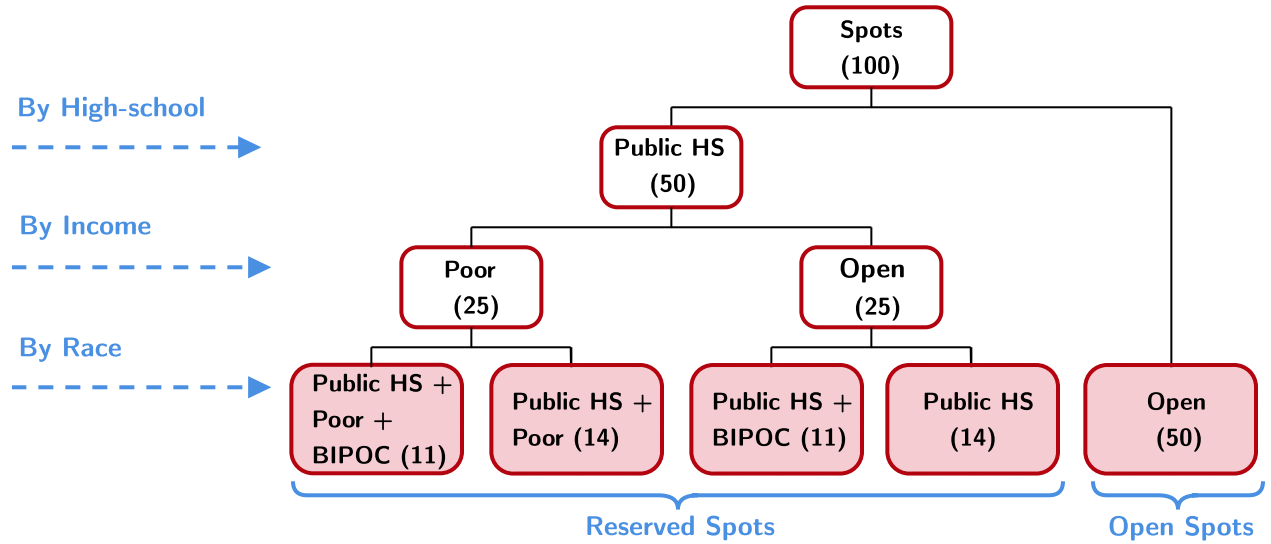 Spots
(100)
By High-school
Public HS
(50)
By Income
Poor
(25)
Open
(25)
By Race
Public HS +
Poor +
BIPOC (11)
Public HS +
Poor (14)
Public HS +
BIPOC (11)
Public HS
(14)
Open
(50)
Reserved Spots
Open Spots